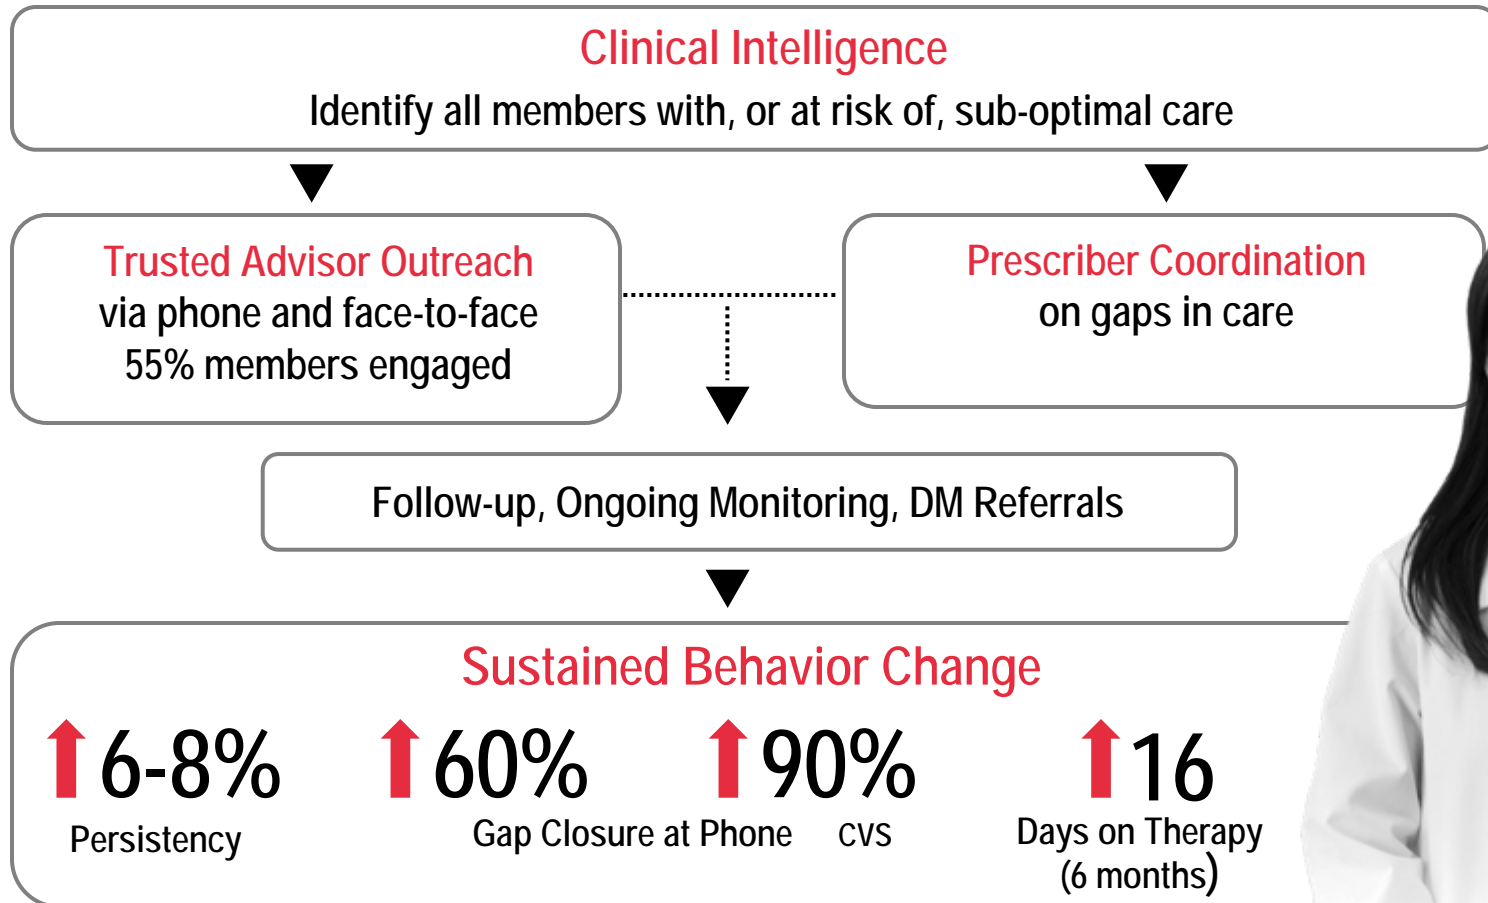 Clinical Intelligence
Identify all members with, or at risk of, sub-optimal care
Trusted Advisor Outreach
via phone and face-to-face
55% members engaged
Prescriber Coordination
on gaps in care
Follow-up, Ongoing Monitoring, DM Referrals
Sustained Behavior Change
6-8%
Persistency
60%
90%
Gap Closure at Phone CVS
16
Days on Therapy
(6 months)